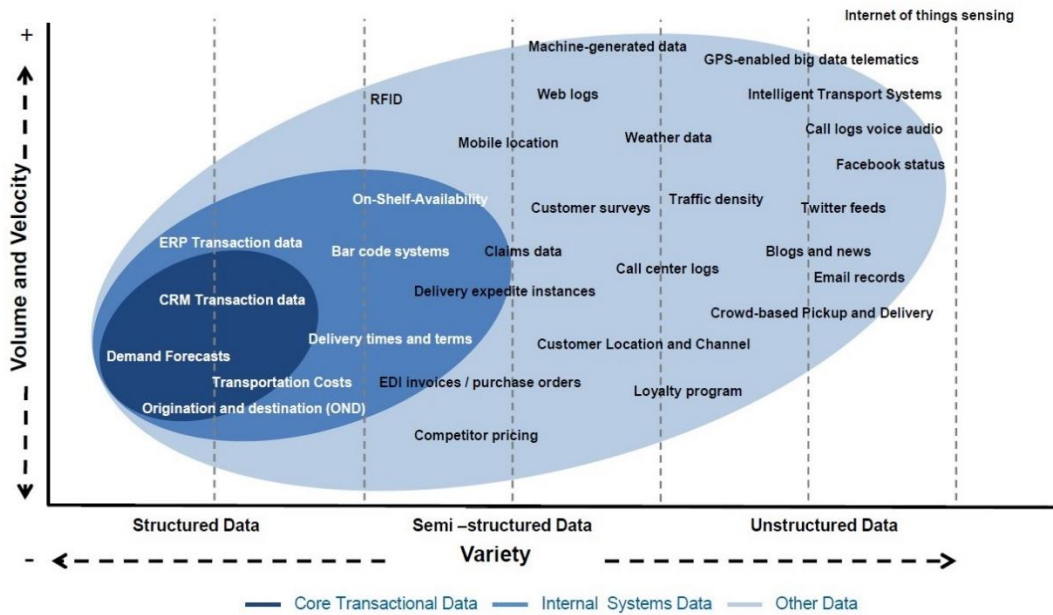 Internet of things sensing
+
Machine-generated data
GPS-enabled big data telematics
RFID
Web logs
Intelligent Transport Systems
Mobile location
Weather data
Call logs voice audio
Facebook status
On-Shelf-Availability
Customer surveys
Traffic density
Twitter feeds
ERP Transaction data
Bar code systems
Claims data
Blogs and news
Call center logs
Email records
CRM Transaction data
Delivery expedite instances
Crowd-based Pickup and Delivery
Demand Forecasts
Delivery times and terms
Customer Location and Channel
Transportation Costs
EDI invoices / purchase orders
Loyalty program
Origination and destination (OND)
Competitor pricing
Volume and Velocity
Structured Data
Semi –structured Data
Unstructured Data
-
Variety
Core Transactional Data
Internal Systems Data
Other Data